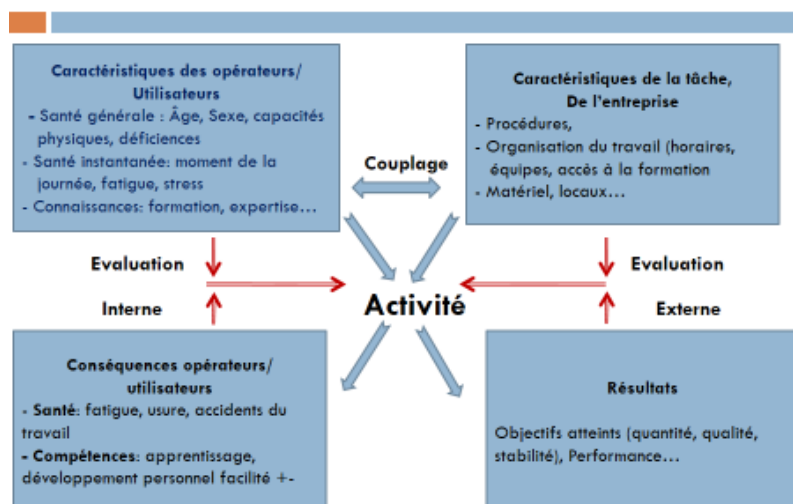 Caractéristiques des opérateurs/
Utilisateurs
- Santé générale : Âge, Sexe, capacités
physiques, déficiences
- Santé instantanée: moment de la
journée, fatigue, stress
- Connaissances: formation, expertise...
Couplage
Caractéristiques de la tâche,
De l'entreprise
- Procédures,
- Organisation du travail (horaires,
équipes, accès à la formation
- Matériel, locaux...
Evaluation
Interne
Activité
Evaluation
Externe
Conséquences opérateurs/
utilisateurs
- Santé: fatigue, usure, accidents du
travail
- Compétences: apprentissage,
développement personnel facilité +-
Résultats
Objectifs atteints (quantité, qualité,
stabilité), Performance...